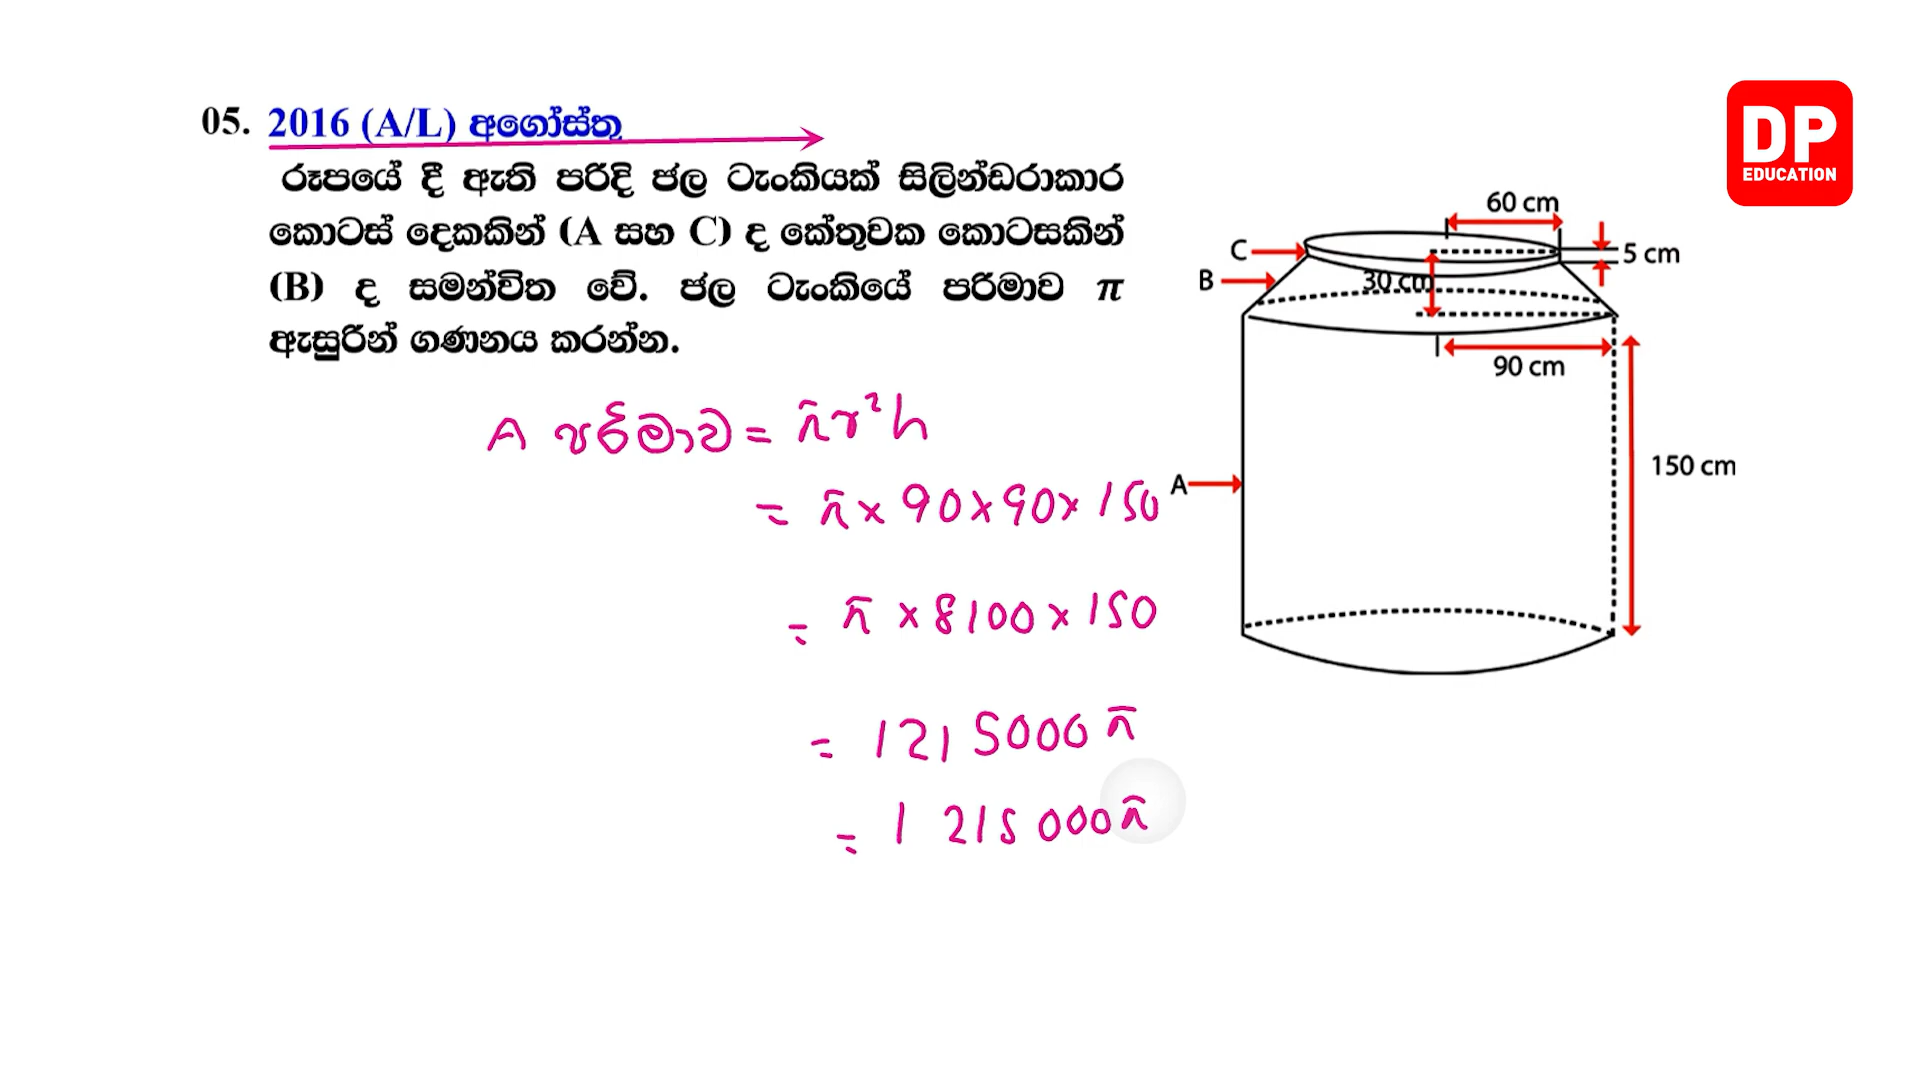 05. 2016 (A/L) අගෝස්තු
රූපයේ දී ඇති පරිදි ජල ටැංකියක් සිලින්ඩරාකාර
කොටස් දෙකකින් (A සහ C) ද කේතුවක කොටසකින්
(B) ද සමන්විත වේ. ජල ටැංකියේ පරිමාව π
ඇසුරින් ගණනය කරන්න.
A පරිමාව = πr²h
= π × 90 × 90 × 150
= π × 8100 × 150
= 1215000 π
= 1 215 000 π
DP
EDUCATION
60 cm
C
5 cm
B
30 cm
90 cm
150 cm
A